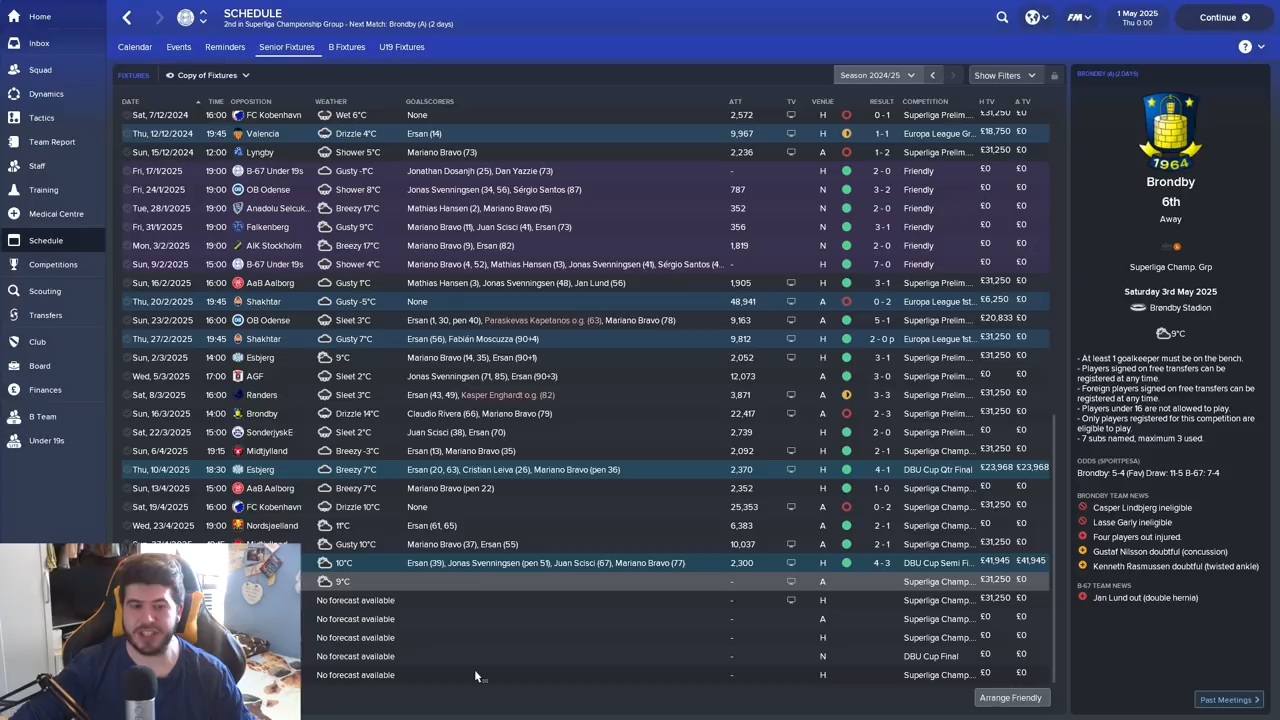 Home
SCHEDULE
2nd in Superliga Championship Group - Next Match: Brondby (A) (2 days)
FM
1 May 2025
Thu 0:00
Continue
Inbox
Squad
Dynamics
Tactics
Team Report
Staff
Training
Medical Centre
Schedule
Competitions
Scouting
Transfers
Club
Board
Finances
B Team
Under 19s
Calendar Events Reminders Senior Fixtures B Fixtures U19 Fixtures
?
FIXTURES Copy of Fixtures Season 2024/25 Show Filters
DATE TIME OPPOSITION WEATHER GOALSCORERS ATT TV VENUE RESULT COMPETITION H TV A TV
Sat, 7/12/2024 16:00 FC Kobenhavn Wet 6°C None 2,572 H 0 - 1 Superliga Prelim... £31,250 £0
Thu, 12/12/2024 19:45 Valencia Drizzle 4°C Ersan (14) 9,967 H 1 - 1 Europa League Gr... £18,750 £0
Sun, 15/12/2024 12:00 Lyngby Shower 5°C Mariano Bravo (73) 2,236 A 1 - 2 Superliga Prelim... £31,250 £0
Fri, 17/1/2025 19:00 B-67 Under 19s Gusty -1°C Jonathan Dosado (25), Dan Yazzie (73) - H 2 - 0 Friendly £0 £0
Fri, 24/1/2025 19:00 OB Odense Shower 8°C Jonas Svenningsen (34, 56), Sérgio Santos (87) 787 N 3 - 2 Friendly £0 £0
Tue, 28/1/2025 19:00 Anadolu Selcuk... Breezy 17°C Mathias Hansen (2), Mariano Bravo (15) 352 N 2 - 0 Friendly £0 £0
Fri, 31/1/2025 19:00 Falkenberg Gusty 9°C Mariano Bravo (11), Juan Scisci (41), Ersan (73) 356 N 3 - 1 Friendly £0 £0
Mon, 3/2/2025 19:00 AIK Stockholm Breezy 17°C Mariano Bravo (9), Ersan (82) 1,819 N 2 - 0 Friendly £0 £0
Sun, 9/2/2025 15:00 B-67 Under 19s Shower 4°C Mariano Bravo (4, 52), Mathias Hansen (13), Jonas Svenningsen (41), Sérgio Santos (4... - H 7 - 0 Friendly £0 £0
Sun, 16/2/2025 14:00 AaB Aalborg Gusty 1°C Mathias Hansen (3), Jonas Svenningsen (48), Jan Lund (56) 1,905 H 3 - 1 Superliga Prelim... £31,250 £0
Thu, 20/2/2025 19:45 Shakhtar Gusty -5°C None 48,941 A 0 - 2 Europa League 1st... £6,250 £0
Sun, 23/2/2025 16:00 OB Odense Sleet 3°C Ersan (1, 30, pen 40), Paraskevas Kapetanos o.g. (63), Mariano Bravo (78) 9,163 A 5 - 1 Superliga Prelim... £20,833 £0
Thu, 27/2/2025 19:45 Shakhtar Gusty 7°C Ersan (56), Fabián Moscuzza (90+4) 9,812 H 2 - 0 p Europa League 1st... £31,250 £0
Sun, 2/3/2025 14:00 Esbjerg 9°C Mariano Bravo (14, 35), Ersan (90+1) 2,052 H 3 - 1 Superliga Prelim... £31,250 £0
Wed, 5/3/2025 17:00 AGF Sleet 2°C Jonas Svenningsen (71, 85), Ersan (90+3) 12,073 A 3 - 0 Superliga Prelim... £0 £0
Sat, 8/3/2025 16:00 Randers Sleet 3°C Ersan (43, 49), Kasper Enghardt o.g. (82) 3,871 A 3 - 3 Superliga Prelim... £31,250 £0
Sun, 16/3/2025 14:00 Brondby Drizzle 14°C Claudio Rivera (66), Mariano Bravo (79) 22,417 A 2 - 3 Superliga Prelim... £31,250 £0
Sat, 22/3/2025 15:00 SonderjyskE Sleet 2°C Juan Scisci (38), Ersan (70) 2,739 H 2 - 0 Superliga Prelim... £0 £0
Sun, 6/4/2025 19:15 Midtjylland Breezy -3°C Ersan (13), Mariano Bravo (35) 2,092 H 2 - 1 Superliga Champ... £31,250 £0
Thu, 10/4/2025 18:30 Esbjerg Breezy 7°C Ersan (20, 63), Cristian Leiva (26), Mariano Bravo (pen 36) 2,370 H 4 - 1 DBU Cup Qtr Final £23,968 £23,968
Sun, 13/4/2025 15:00 AaB Aalborg Breezy 7°C Mariano Bravo (pen 22) 2,352 H 1 - 0 Superliga Champ... £0 £0
Sat, 19/4/2025 16:00 FC Kobenhavn Drizzle 10°C None 25,353 A 0 - 2 Superliga Champ... £31,250 £0
Wed, 23/4/2025 19:00 Nordsjaelland 11°C Ersan (61, 65) 6,383 A 2 - 1 Superliga Champ... £0 £0
Gusty 10°C Mariano Bravo (37), Ersan (55) 10,037 A 2 - 1 Superliga Champ... £31,250 £0
10°C Ersan (39), Jonas Svenningsen (pen 51), Juan Scisci (67), Mariano Bravo (77) 2,300 H 4 - 3 DBU Cup Semi Fi... £41,945 £41,945
9°C - A Superliga Champ... £31,250 £0
No forecast available - H Superliga Champ... £31,250 £0
No forecast available - A Superliga Champ... £0 £0
No forecast available - H Superliga Champ... £0 £0
No forecast available - N DBU Cup Final £0 £0
No forecast available - H Superliga Champ... £0 £0
Arrange Friendly
BRONDBY (A) (2 DAYS)
1964
Brondby
6th
Away
Superliga Champ. Grp
Saturday 3rd May 2025
Brøndby Stadion
9°C
- At least 1 goalkeeper must be on the bench.
- Players signed on free transfers can be
registered at any time.
- Foreign players signed on free transfers can be
registered at any time.
- Players under 16 are not allowed to play.
- Only players registered for this competition are
eligible to play.
- 7 subs named, maximum 3 used.
ODDS (SPORTPESA)
Brondby: 5-4 (Fav) Draw: 11-5 B-67: 7-4
BRONDBY TEAM NEWS
Casper Lindbjerg ineligible
Lasse Garly ineligible
Four players out injured.
Gustaf Nilsson doubtful (concussion)
Kenneth Rasmussen doubtful (twisted ankle)
B-67 TEAM NEWS
Jan Lund out (double hernia)
Past Meetings